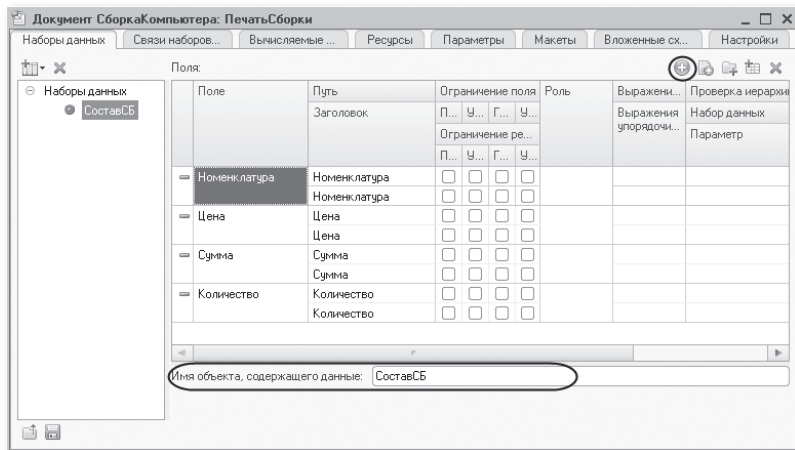 Документ СборкаКомпьютера: ПечатьСборки
Наборы данных Связи наборов... Вычисляемые ... Ресурсы Параметры Макеты Вложенные сх... Настройки
Поля:
Наборы данных
СоставСБ
Поле Путь Ограничение поля Роль Выражени... Проверка иерархии
Заголовок П... У... Г... У... Выражения упорядочи... Набор данных
Ограничение ре... Параметр
П... У... Г... У...
Номенклатура Номенклатура
Номенклатура
Цена Цена
Цена
Сумма Сумма
Сумма
Количество Количество
Количество
Имя объекта, содержащего данные: СоставСБ